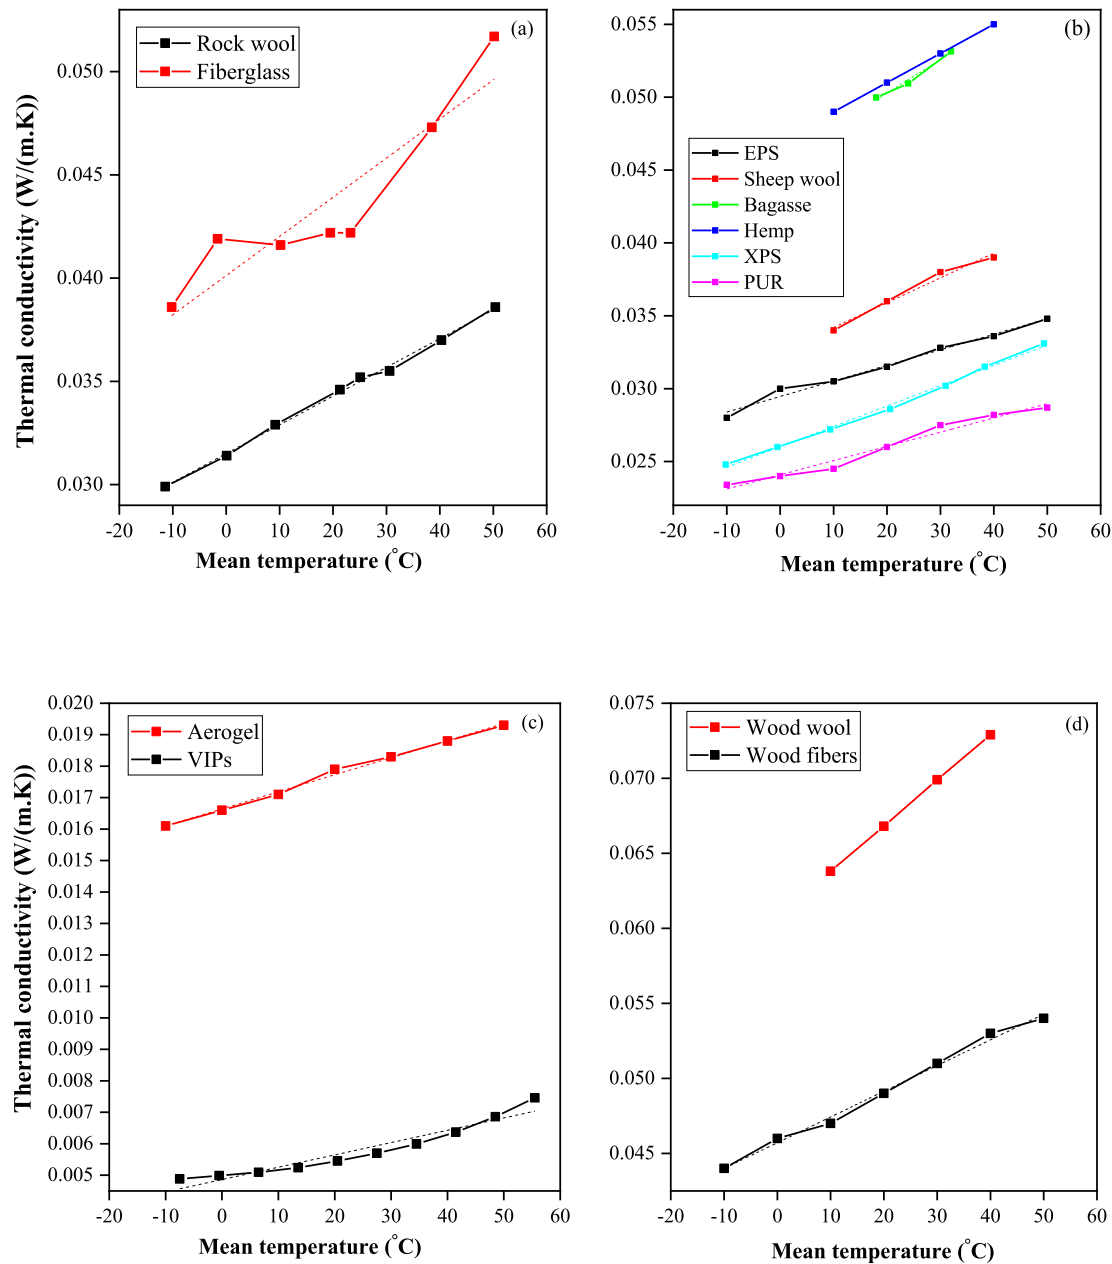 (a)
Rock wool
Fiberglass
Thermal conductivity (W/(m.K))
0.050
0.045
0.040
0.035
0.030
-20 -10 0 10 20 30 40 50 60
Mean temperature (°C)
(b)
0.055
0.050
0.045
0.040
0.035
0.030
0.025
EPS
Sheep wool
Bagasse
Hemp
XPS
PUR
-20 -10 0 10 20 30 40 50 60
Mean temperature (°C)
(c)
Aerogel
VIPs
Thermal conductivity (W/(m.K))
0.020
0.019
0.018
0.017
0.016
0.015
0.014
0.013
0.012
0.011
0.010
0.009
0.008
0.007
0.006
0.005
-20 -10 0 10 20 30 40 50 60
Mean temperature (°C)
(d)
Wood wool
Wood fibers
0.075
0.070
0.065
0.060
0.055
0.050
0.045
-20 -10 0 10 20 30 40 50 60
Mean temperature (°C)